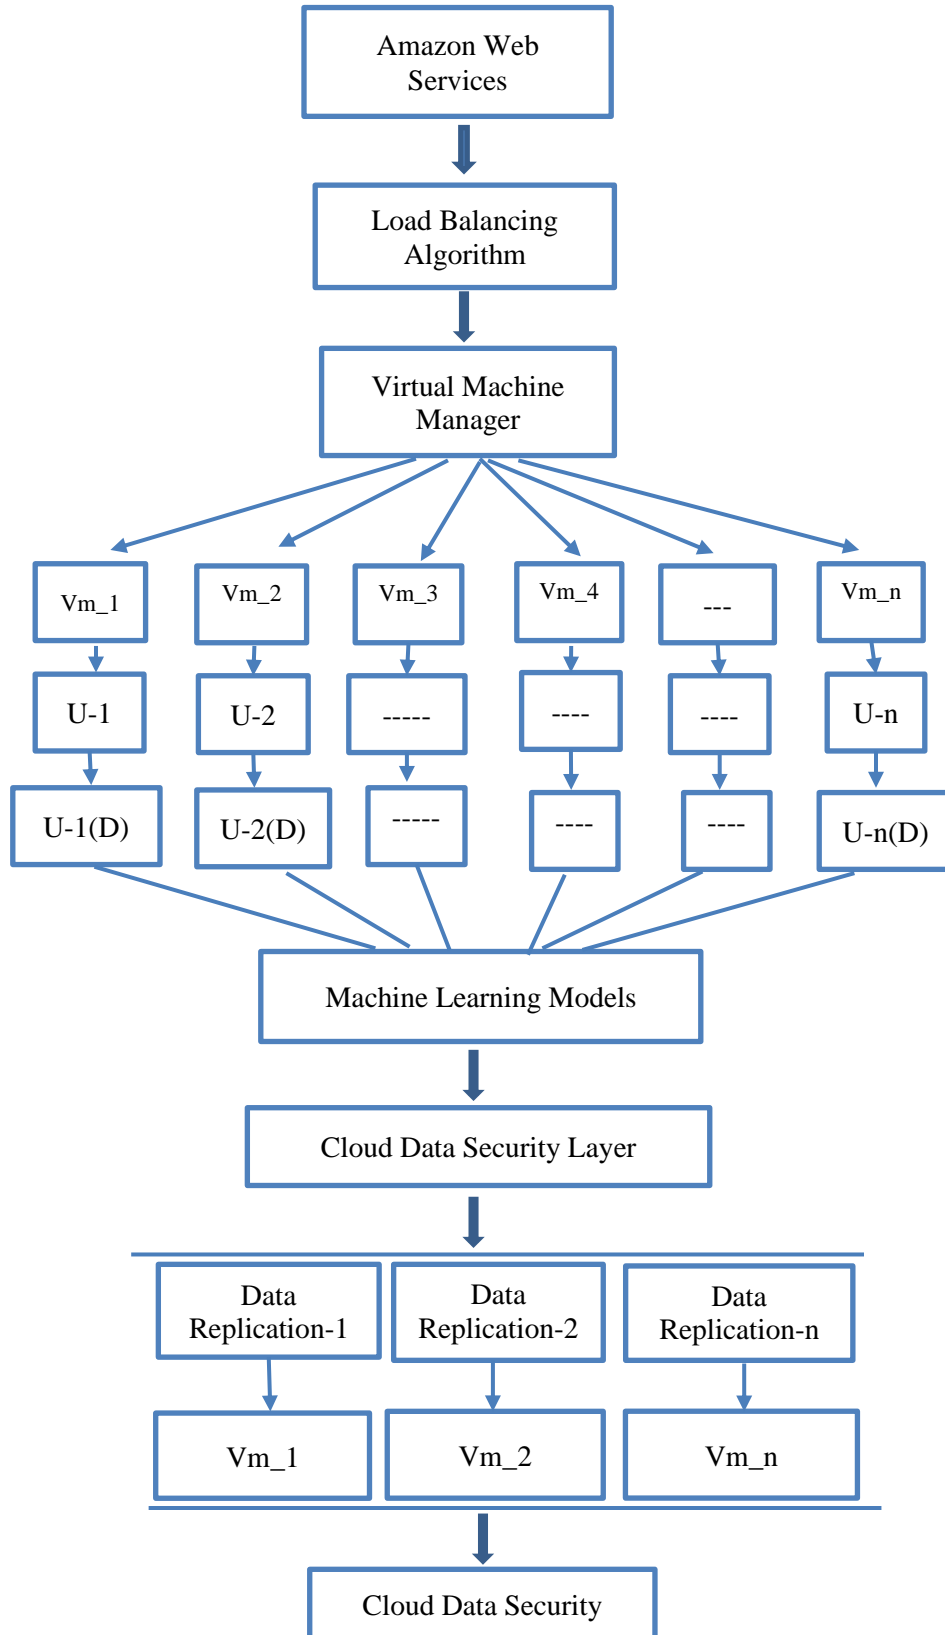 Amazon Web
Services
Load Balancing
Algorithm
Virtual Machine
Manager
Vm_1
Vm_2
Vm_3
Vm_4
---
Vm_n
U-1
U-2
-----
----
----
U-n
U-1(D)
U-2(D)
-----
----
----
U-n(D)
Machine Learning Models
Cloud Data Security Layer
Data
Replication-1
Data
Replication-2
Data
Replication-n
Vm_1
Vm_2
Vm_n
Cloud Data Security